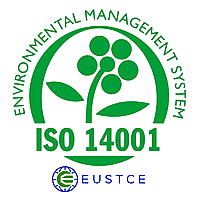 ENVIRONMENTAL MANAGEMENT SYSTEM
ISO 14001
EUSTCE